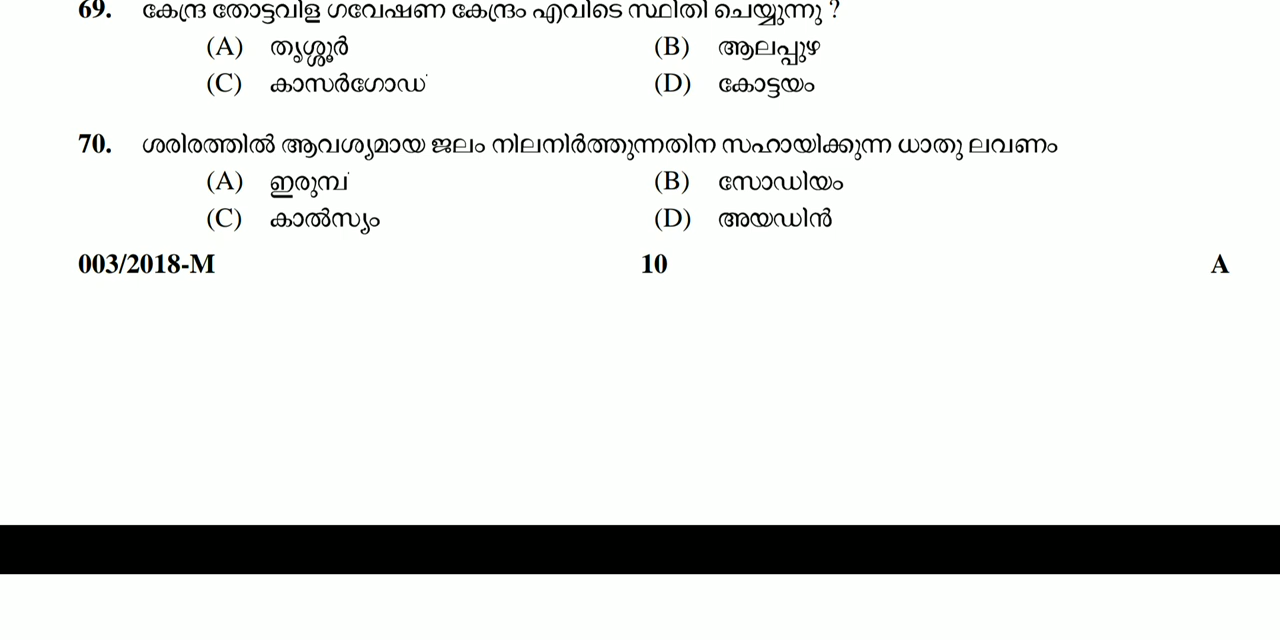 69. കേന്ദ്ര തോട്ടവിള ഗവേഷണ കേന്ദ്രം എവിടെ സ്ഥിതി ചെയ്യുന്നു ?
(A) തൃശ്ശൂർ (B) ആലപ്പുഴ
(C) കാസർഗോഡ് (D) കോട്ടയം
70. ശരിരത്തിൽ ആവശ്യമായ ജലം നിലനിർത്തുന്നതിന സഹായിക്കുന്ന ധാതു ലവണം
(A) ഇരുമ്പ് (B) സോഡിയം
(C) കാൽസ്യം (D) അയഡിൻ
003/2018-M 10 A